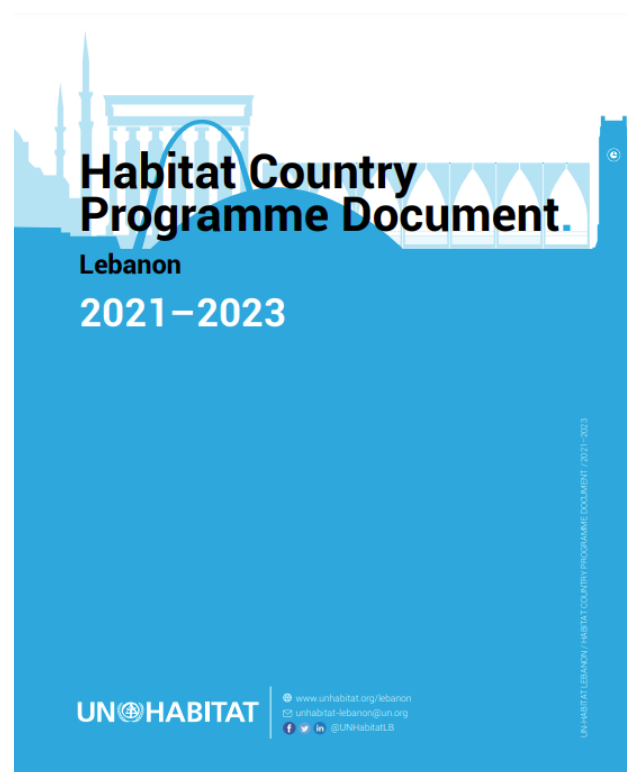 Habitat Country
Programme Document.
Lebanon
2021–2023
UN-HABITAT LEBANON / HABITAT COUNTRY PROGRAMME DOCUMENT / 2021–2023
UN HABITAT
www.unhabitat.org/lebanon
unhabitat-lebanon@un.org
@UNHabitatLB